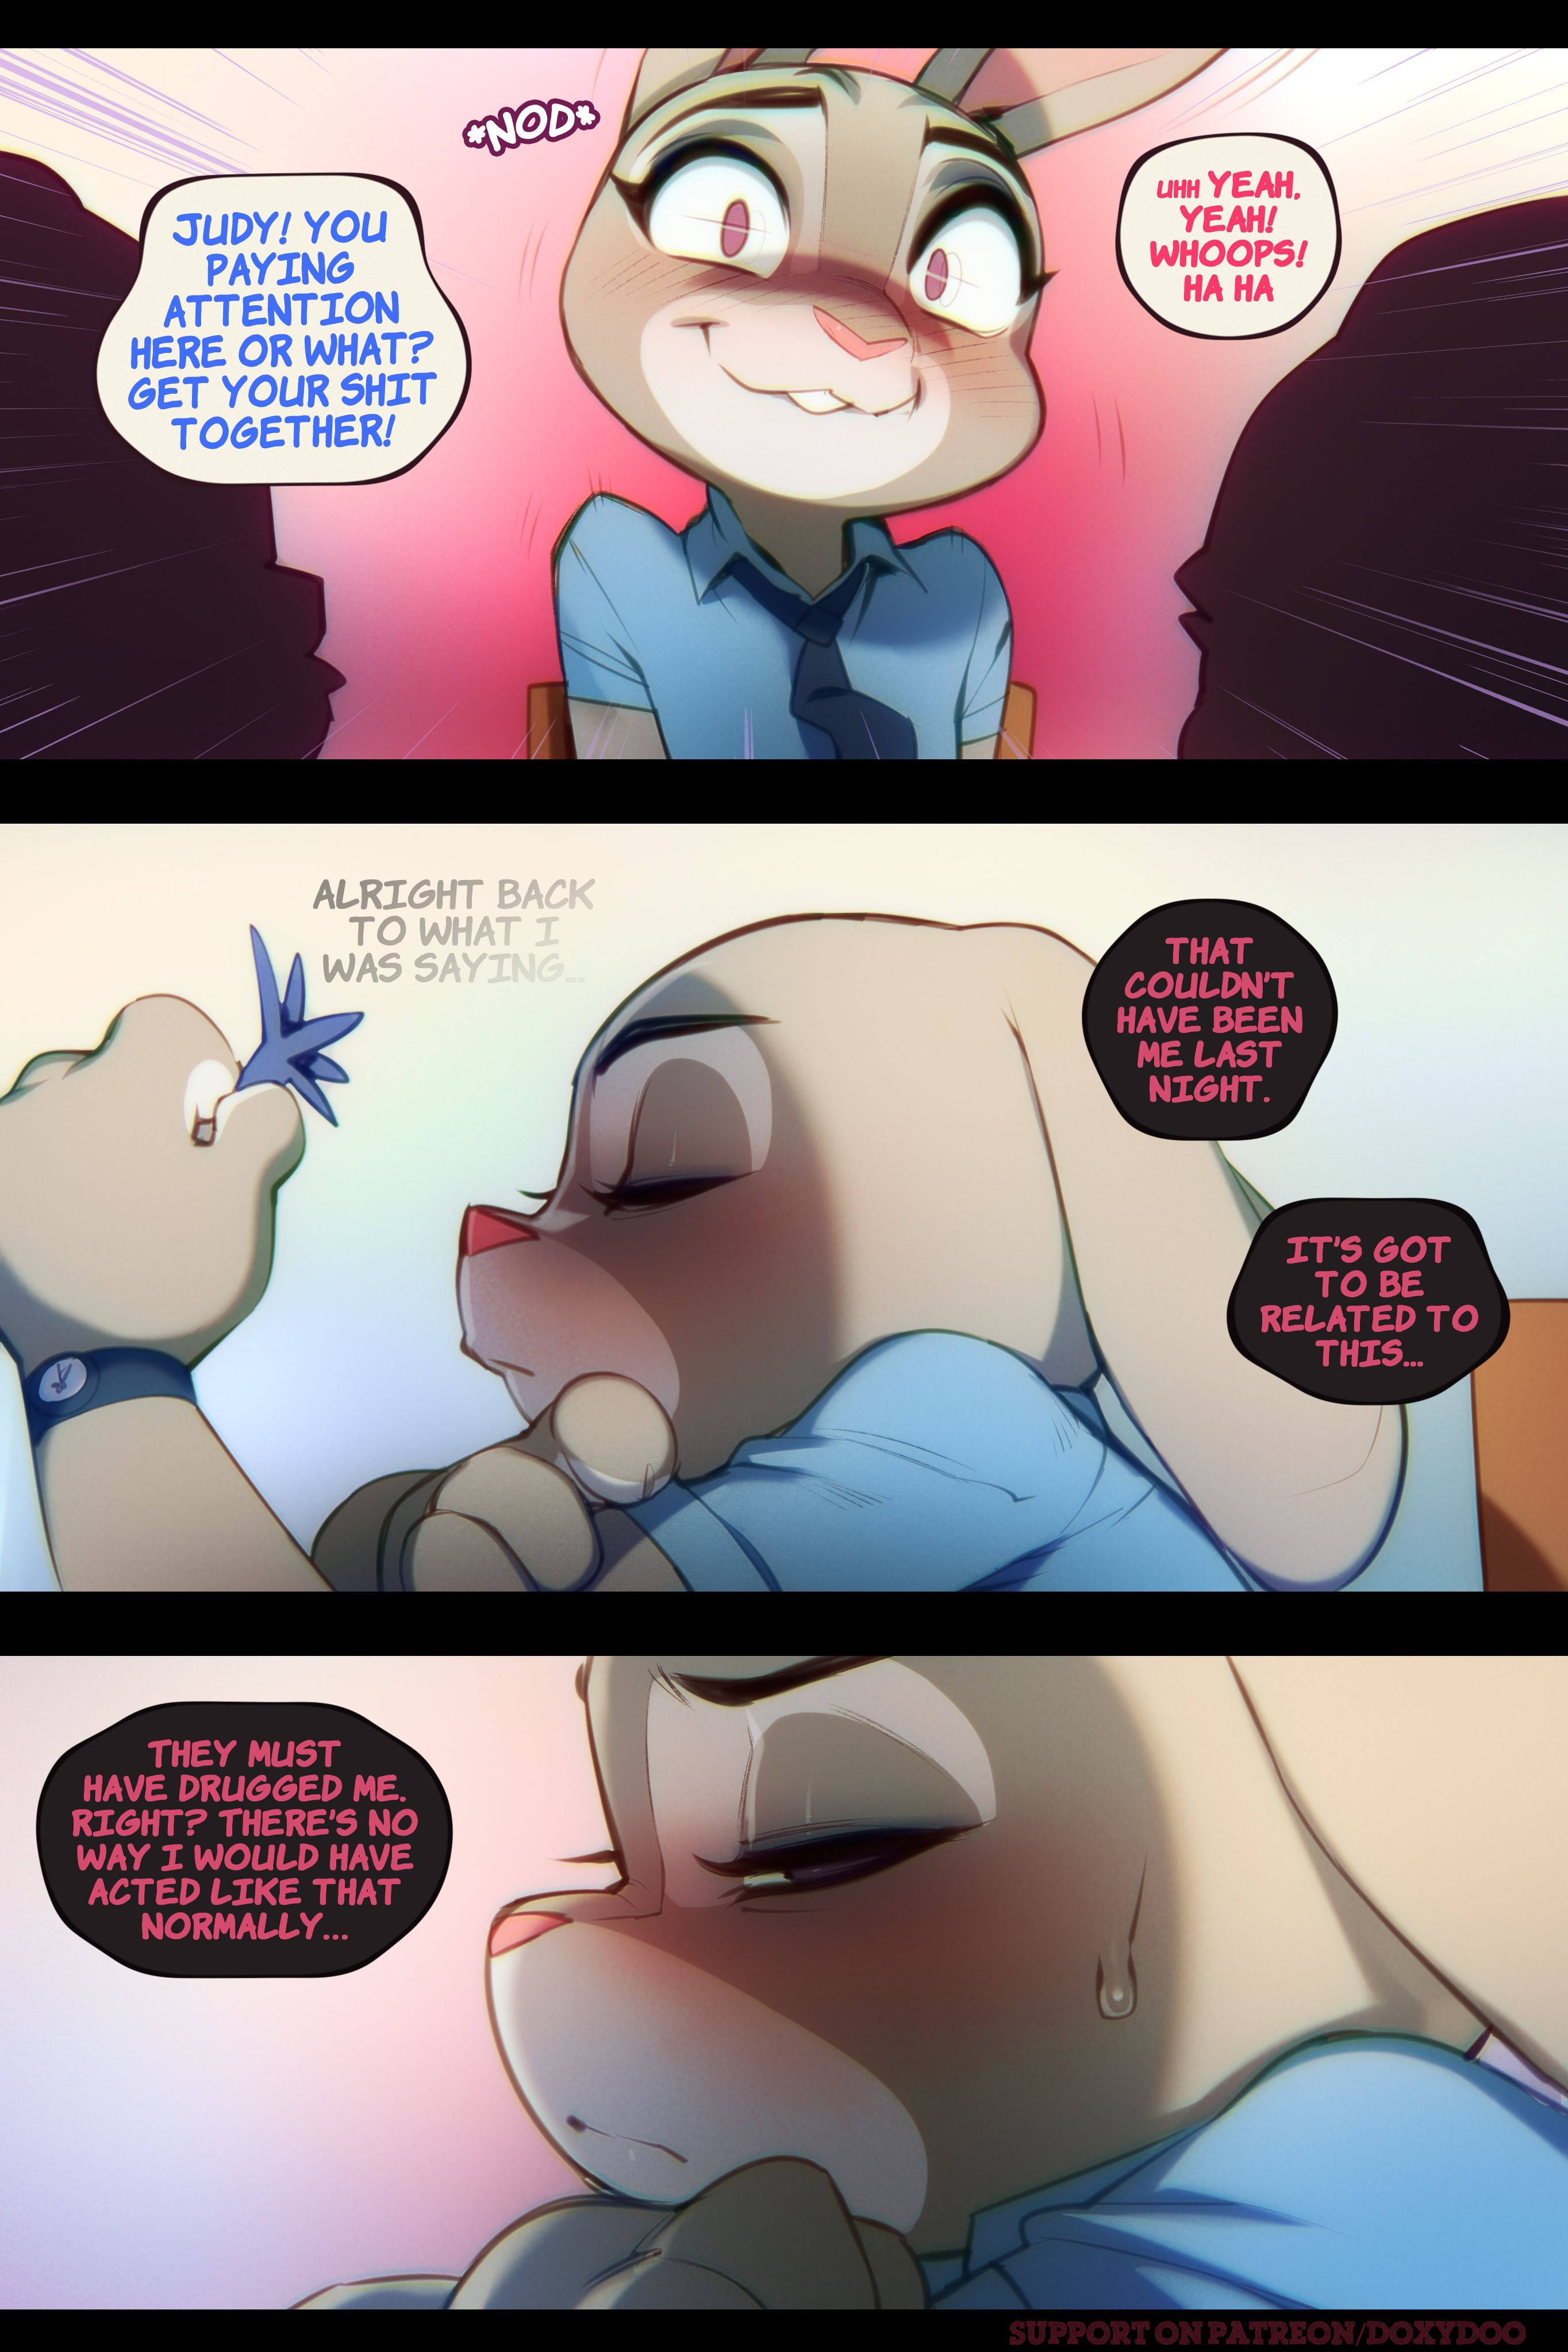 *NOD*
JUDY! YOU
PAYING
ATTENTION
HERE OR WHAT?
GET YOUR SHIT
TOGETHER!
UHH YEAH,
YEAH!
WHOOPS!
HA HA
ALRIGHT BACK
TO WHAT I
WAS SAYING...
THAT
COULDN'T
HAVE BEEN
ME LAST
NIGHT.
IT'S GOT
TO BE
RELATED TO
THIS...
THEY MUST
HAVE DRUGGED ME.
RIGHT? THERE'S NO
WAY I WOULD HAVE
ACTED LIKE THAT
NORMALLY...
SUPPORT ON PATREON/DOXYDOO